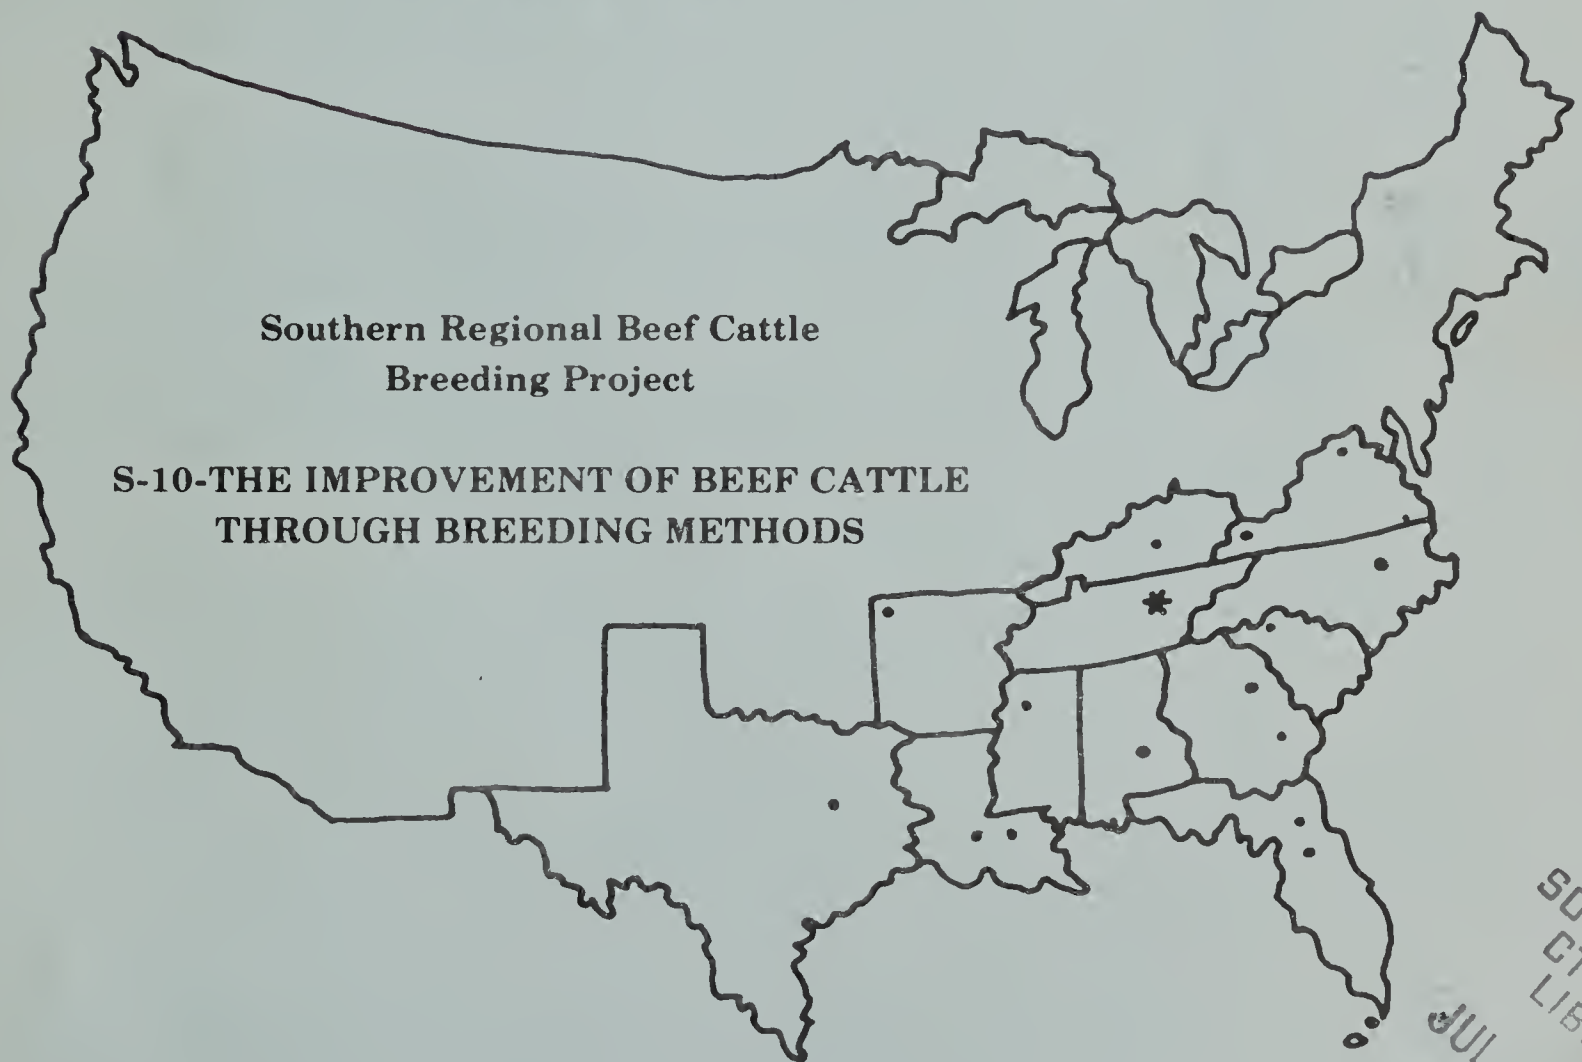 Southern Regional Beef Cattle
Breeding Project
S-10-THE IMPROVEMENT OF BEEF CATTLE
THROUGH BREEDING METHODS